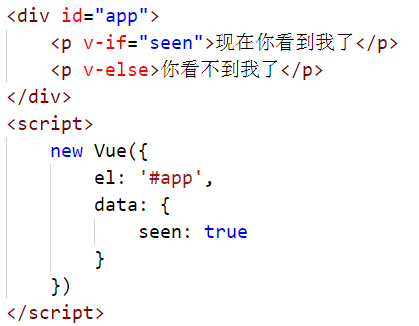 <div id="app">
    <p v-if="seen">现在你看到我了</p>
    <p v-else>你看不到我了</p>
</div>
<script>
    new Vue({
        el: '#app',
        data: {
            seen: true
        }
    })
</script>